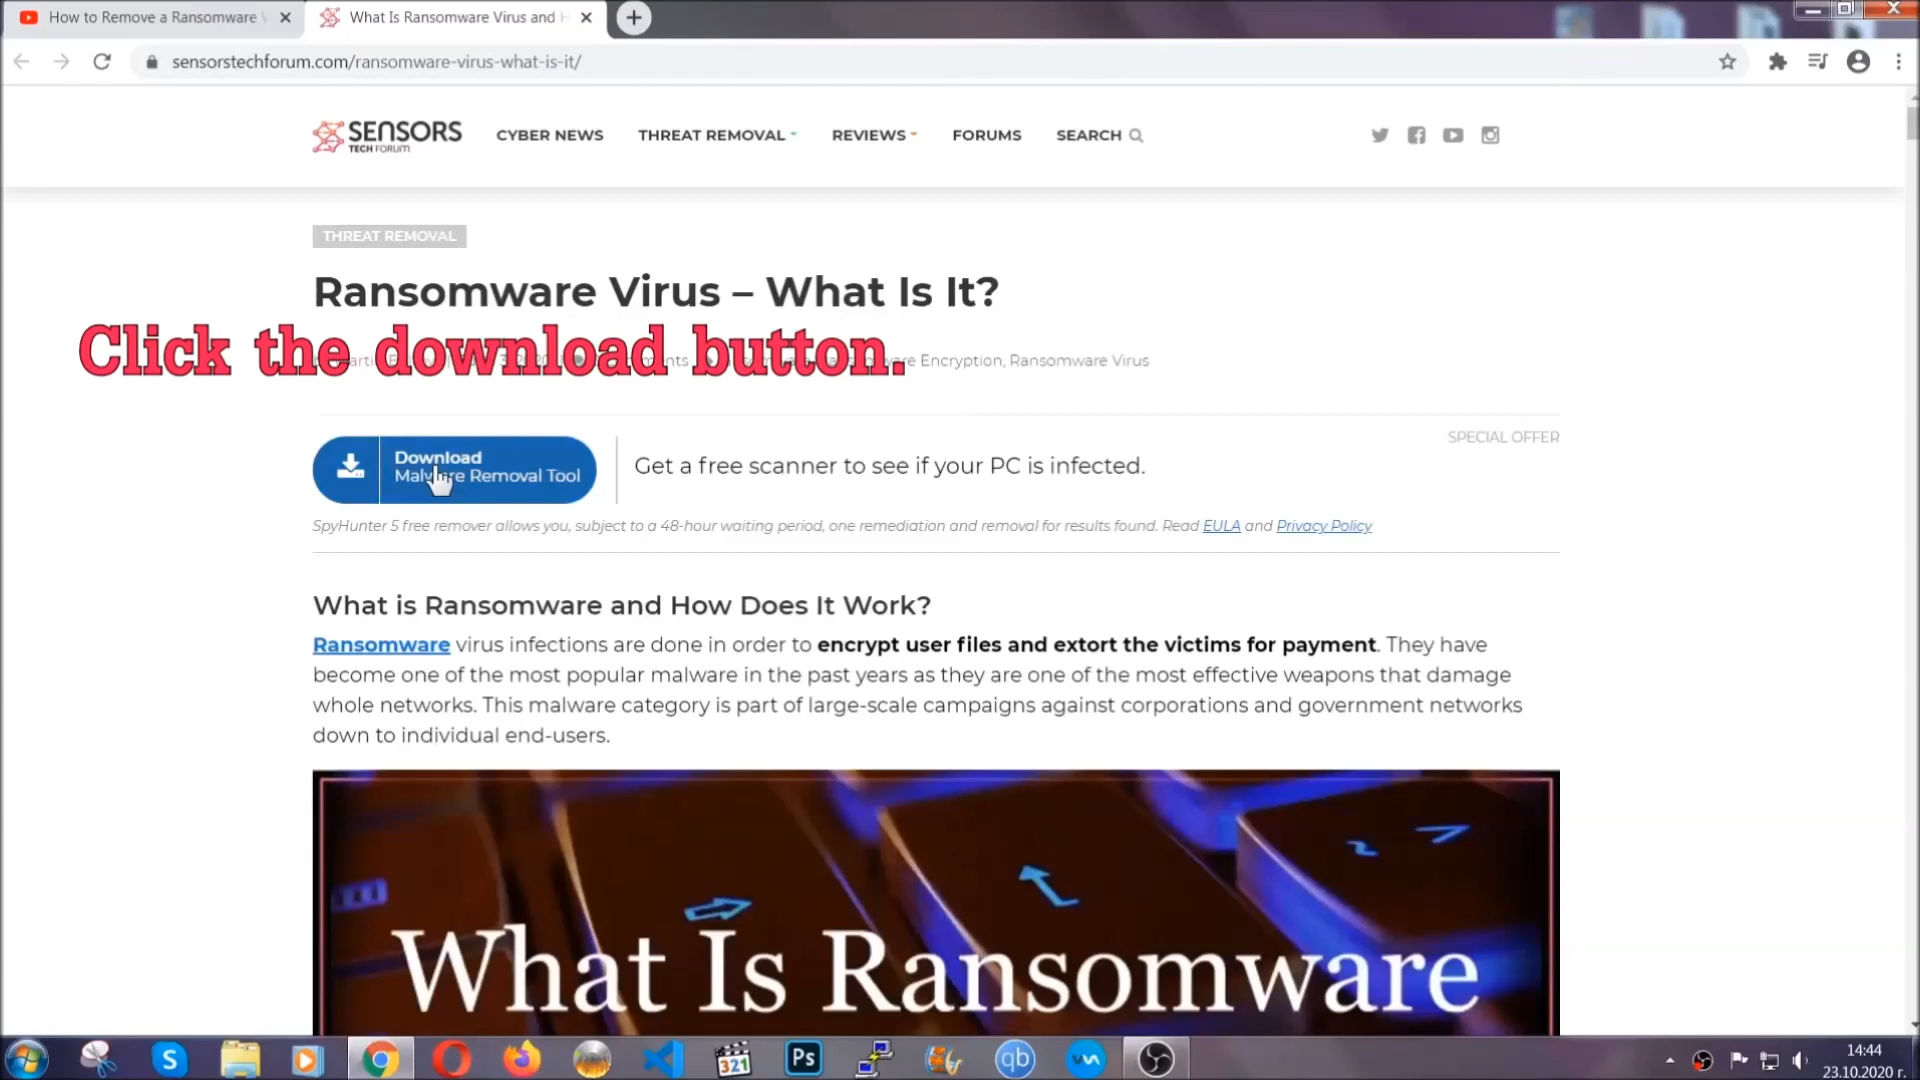 How to Remove a Ransomware
What Is Ransomware Virus and
sensorstechforum.com/ransomware-virus-what-is-it/
SENSORS
TECH FORUM
CYBER NEWS
THREAT REMOVAL
REVIEWS
FORUMS
SEARCH
THREAT REMOVAL
Ransomware Virus – What Is It?
Click the download button.
Encryption, Ransomware Virus
SPECIAL OFFER
Download
Malware Removal Tool
Get a free scanner to see if your PC is infected.
SpyHunter 5 free remover allows you, subject to a 48-hour waiting period, one remediation and removal for results found. Read EULA and Privacy Policy
What is Ransomware and How Does It Work?
Ransomware virus infections are done in order to encrypt user files and extort the victims for payment. They have
become one of the most popular malware in the past years as they are one of the most effective weapons that damage
whole networks. This malware category is part of large-scale campaigns against corporations and government networks
down to individual end-users.
What Is Ransomware
S
321
Ps
qb
14:44
23.10.2020 г.